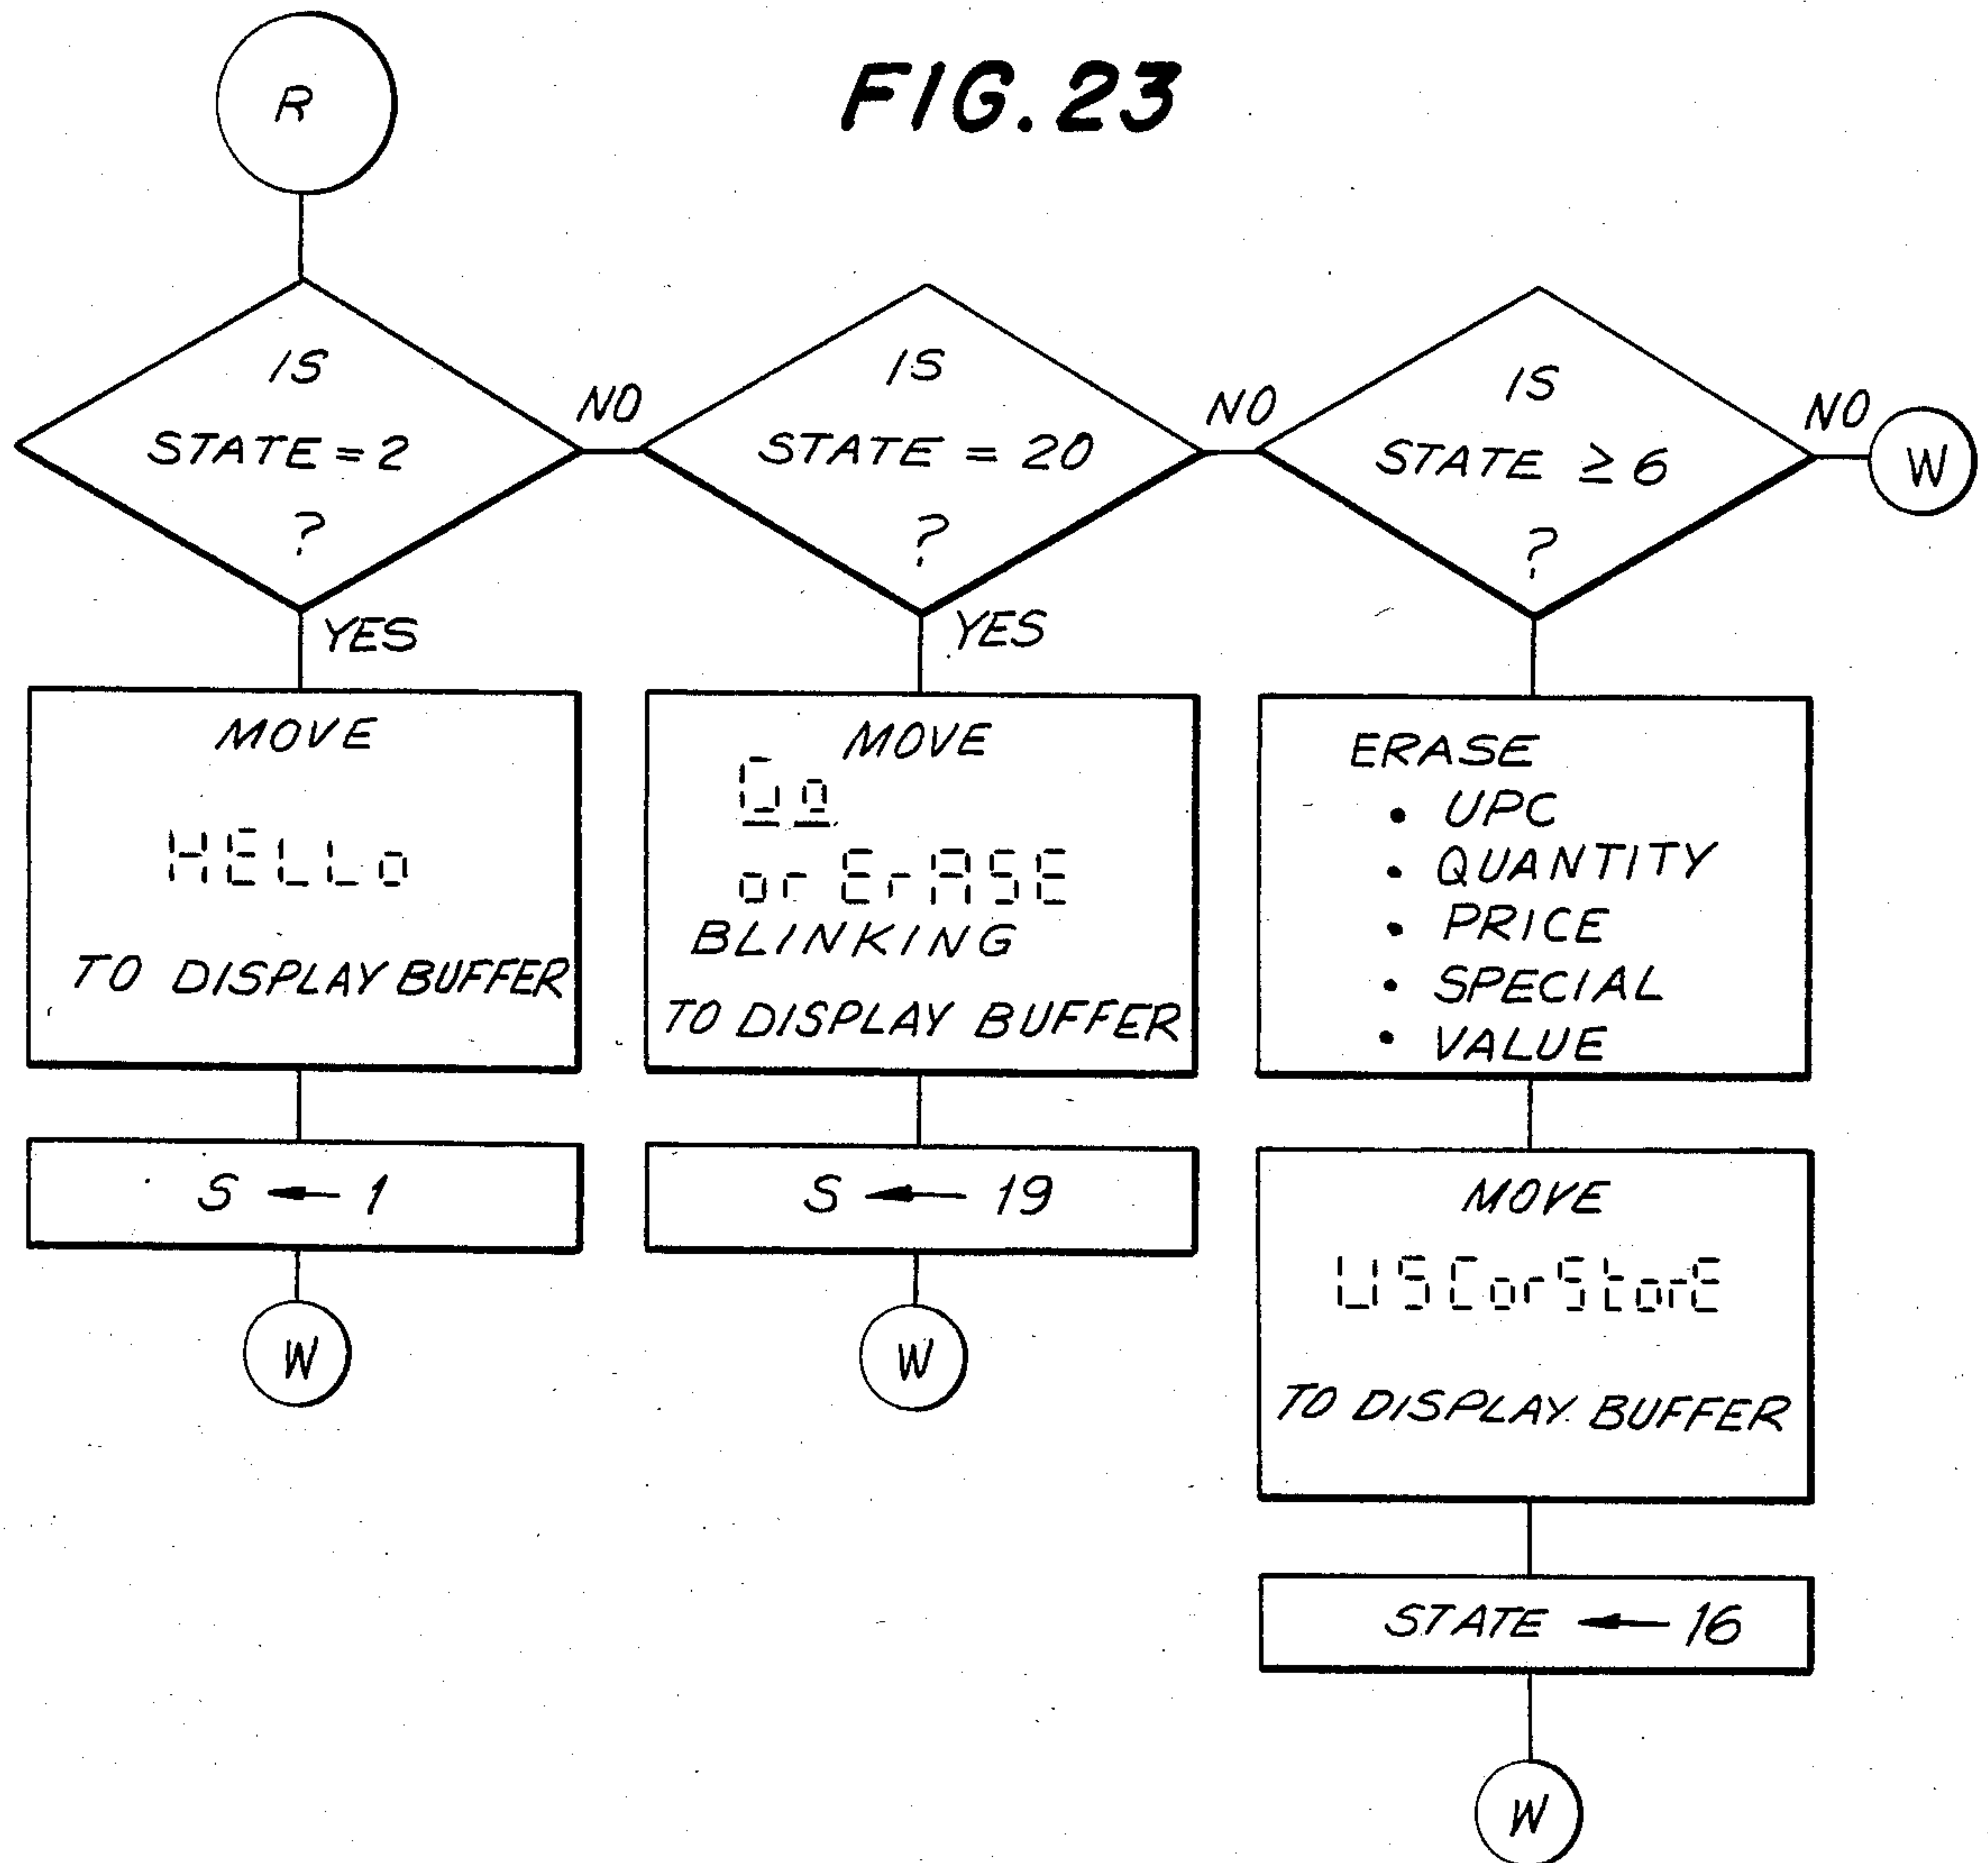 FIG.23
R
IS
STATE = 2
?
NO
YES
MOVE
HELLo
TO DISPLAY BUFFER
S ← 1
W
IS
STATE = 20
?
NO
YES
MOVE
Go
or ErASE
BLINKING
TO DISPLAY BUFFER
S ← 19
W
IS
STATE ≥ 6
?
NO
W
ERASE
• UPC
• QUANTITY
• PRICE
• SPECIAL
• VALUE
MOVE
USCorStorE
TO DISPLAY BUFFER
STATE ← 16
W